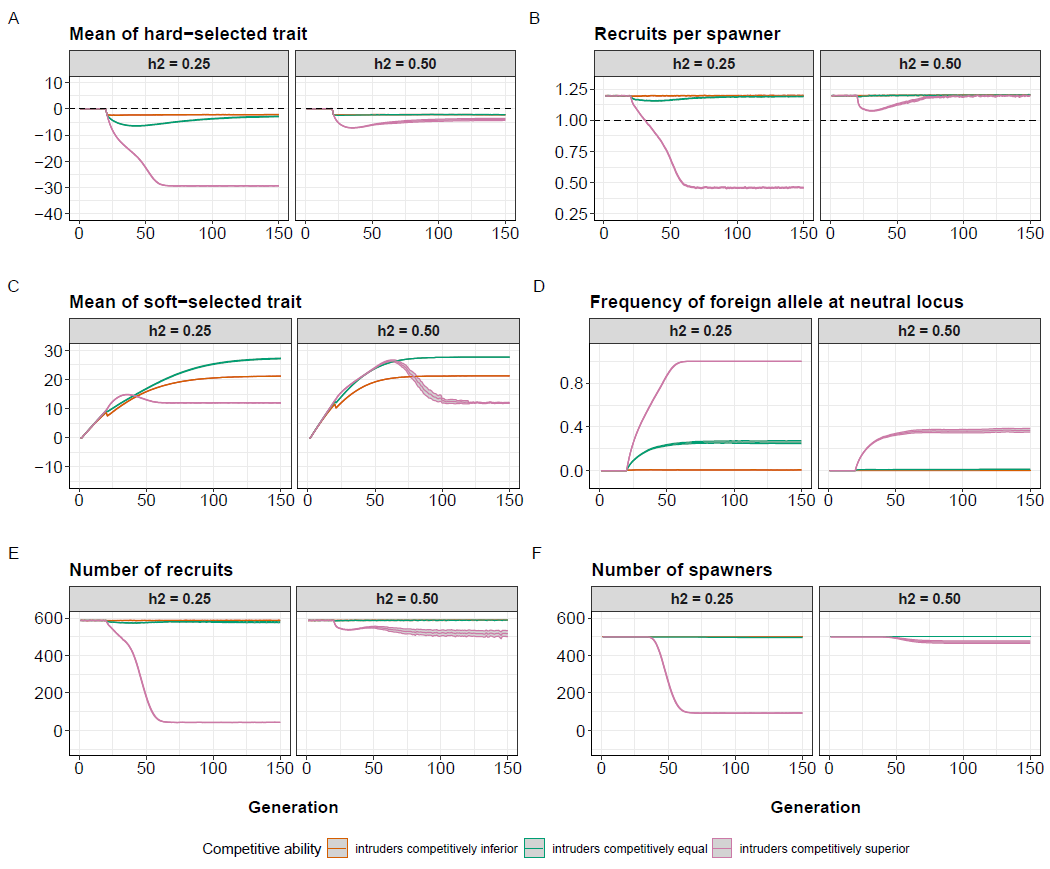 A
Mean of hard−selected trait
h2 = 0.25
h2 = 0.50
10
0
−10
−20
−30
−40
0 50 100 150
0 50 100 150
B
Recruits per spawner
h2 = 0.25
h2 = 0.50
1.25
1.00
0.75
0.50
0.25
0 50 100 150
0 50 100 150
C
Mean of soft−selected trait
h2 = 0.25
h2 = 0.50
30
20
10
0
−10
0 50 100 150
0 50 100 150
D
Frequency of foreign allele at neutral locus
h2 = 0.25
h2 = 0.50
0.8
0.4
0.0
0 50 100 150
0 50 100 150
E
Number of recruits
h2 = 0.25
h2 = 0.50
600
400
200
0
0 50 100 150
0 50 100 150
Generation
F
Number of spawners
h2 = 0.25
h2 = 0.50
600
400
200
0
0 50 100 150
0 50 100 150
Generation
Competitive ability intruders competitively inferior intruders competitively equal intruders competitively superior